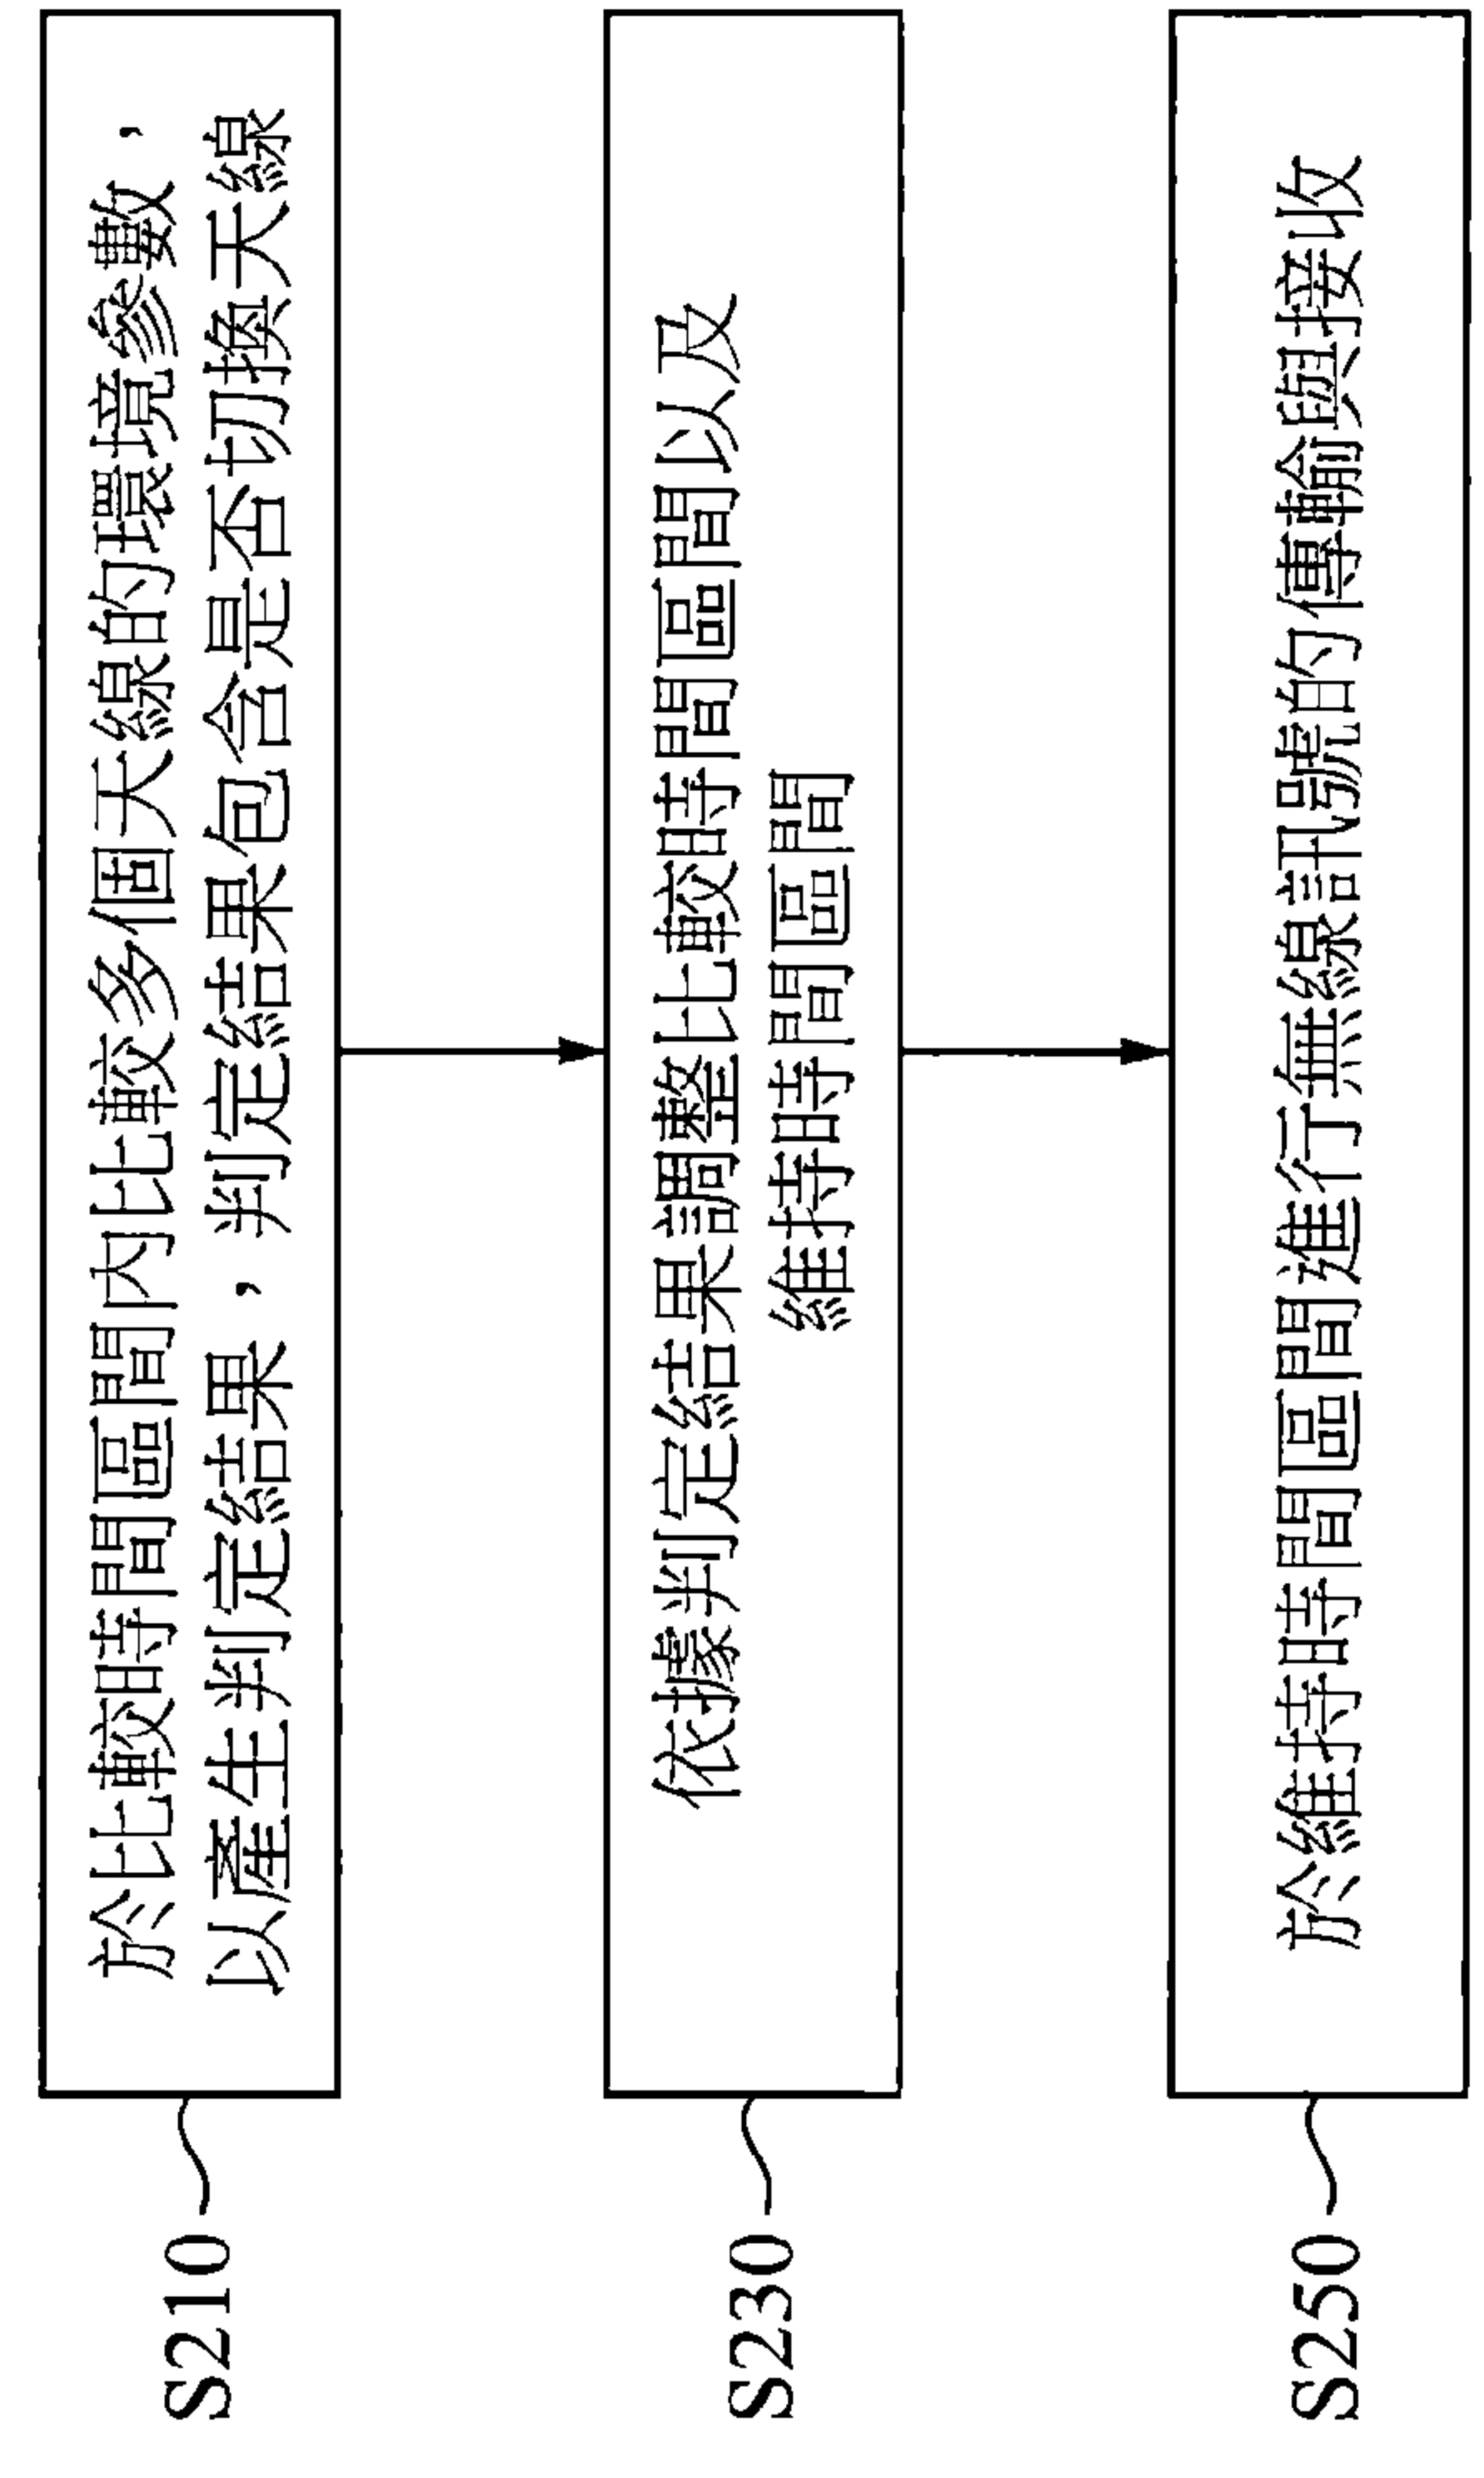 S210
於比較時間區間內比較多個天線的環境參數，
以產生判定結果，判定結果包含是否切換天線
S230
依據判定結果調整比較時間區間以及
維持時間區間
S250
於維持時間區間進行無線訊號的傳輸與接收